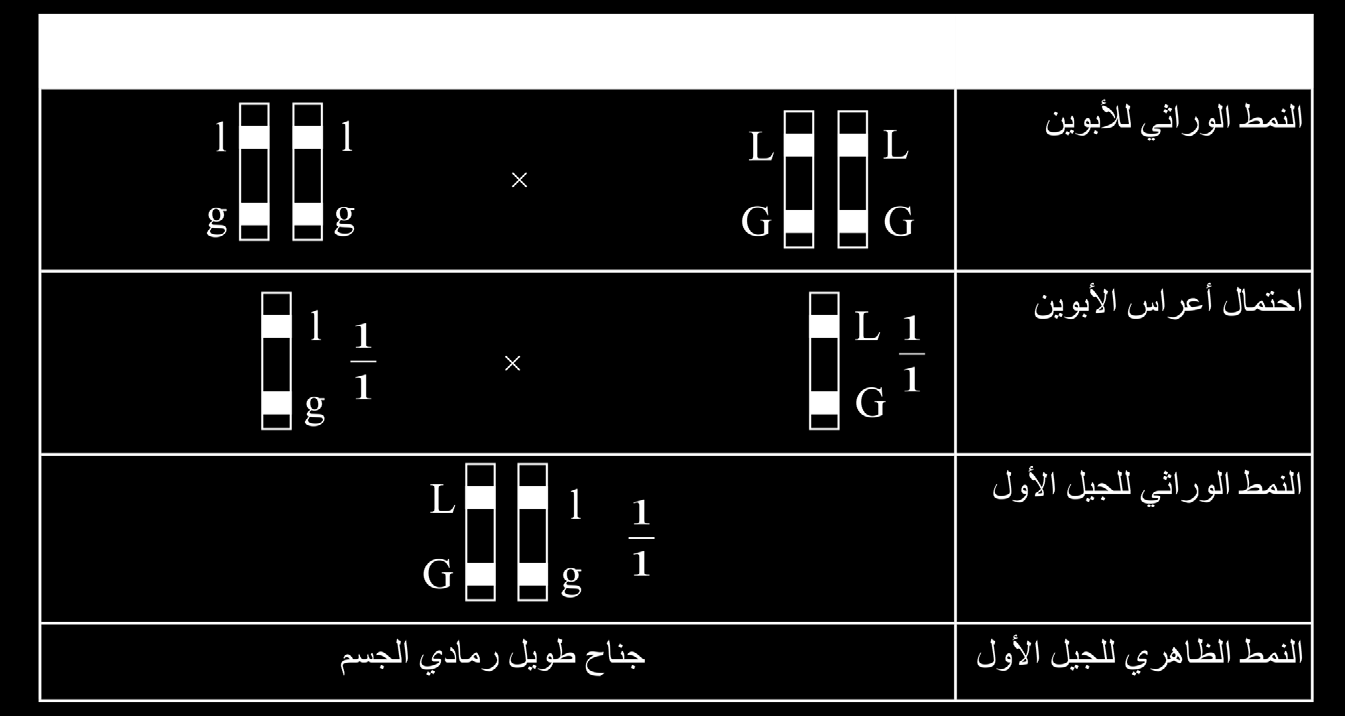 النمط الوراثي للأبوين
L L × l l
G G g g
احتمال أعراس الأبوين
L 1/1 × l 1/1
G g
النمط الوراثي للجيل الأول
L l 1/1
G g
النمط الظاهري للجيل الأول
جناح طويل رمادي الجسم